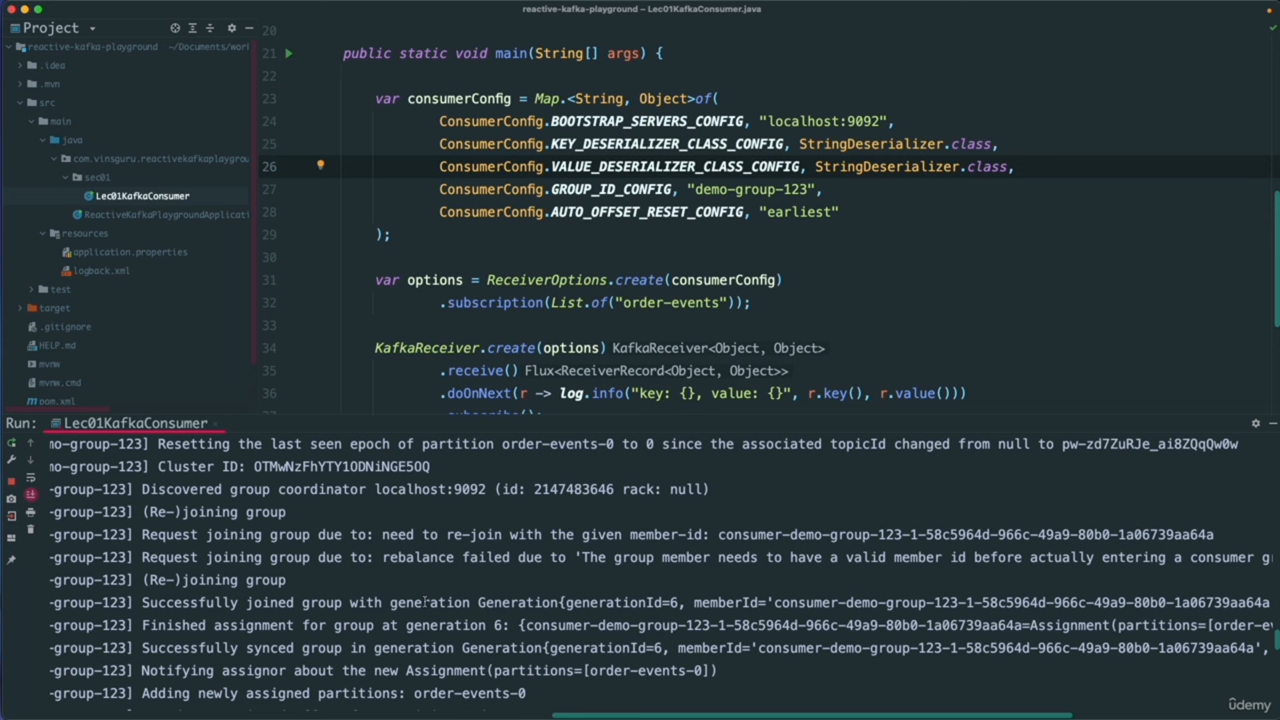 reactive-kafka-playground – Lec01KafkaConsumer.java
Project
reactive-kafka-playground ~/Documents/wor
.idea
.mvn
src
main
java
com.vinsguru.reactivekafkaplaygrou
sec01
Lec01KafkaConsumer
ReactiveKafkaPlaygroundApplicati
resources
application.properties
logback.xml
test
target
.gitignore
HELP.md
mvnw
mvnw.cmd
pom.xml
20
21 public static void main(String[] args) {
22
23 var consumerConfig = Map.<String, Object>of(
24 ConsumerConfig.BOOTSTRAP_SERVERS_CONFIG, "localhost:9092",
25 ConsumerConfig.KEY_DESERIALIZER_CLASS_CONFIG, StringDeserializer.class,
26 ConsumerConfig.VALUE_DESERIALIZER_CLASS_CONFIG, StringDeserializer.class,
27 ConsumerConfig.GROUP_ID_CONFIG, "demo-group-123",
28 ConsumerConfig.AUTO_OFFSET_RESET_CONFIG, "earliest"
29 );
30
31 var options = ReceiverOptions.create(consumerConfig)
32 .subscription(List.of("order-events"));
33
34 KafkaReceiver.create(options) KafkaReceiver<Object, Object>
35 .receive() Flux<ReceiverRecord<Object, Object>>
36 .doOnNext(r -> log.info("key: {}, value: {}", r.key(), r.value()))
Run: Lec01KafkaConsumer
mo-group-123] Resetting the last seen epoch of partition order-events-0 to 0 since the associated topicId changed from null to pw-zd7ZuRJe_ai8ZQqQw0w
mo-group-123] Cluster ID: OTMwNzFhYTY1ODNiNGE5OQ
-group-123] Discovered group coordinator localhost:9092 (id: 2147483646 rack: null)
-group-123] (Re-)joining group
-group-123] Request joining group due to: need to re-join with the given member-id: consumer-demo-group-123-1-58c5964d-966c-49a9-80b0-1a06739aa64a
-group-123] Request joining group due to: rebalance failed due to 'The group member needs to have a valid member id before actually entering a consumer g
-group-123] (Re-)joining group
-group-123] Successfully joined group with generation Generation{generationId=6, memberId='consumer-demo-group-123-1-58c5964d-966c-49a9-80b0-1a06739aa64a
-group-123] Finished assignment for group at generation 6: {consumer-demo-group-123-1-58c5964d-966c-49a9-80b0-1a06739aa64a=Assignment(partitions=[order-e
-group-123] Successfully synced group in generation Generation{generationId=6, memberId='consumer-demo-group-123-1-58c5964d-966c-49a9-80b0-1a06739aa64a',
-group-123] Notifying assignor about the new Assignment(partitions=[order-events-0])
-group-123] Adding newly assigned partitions: order-events-0
ûdemy